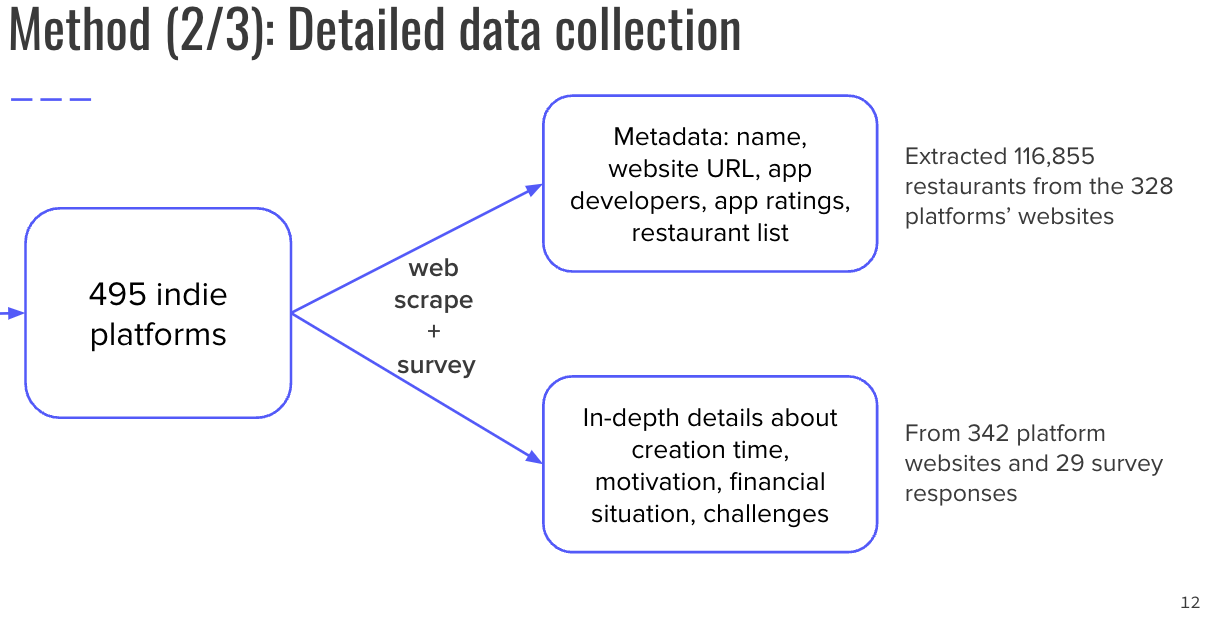 Method (2/3): Detailed data collection
Metadata: name,
website URL, app
developers, app ratings,
restaurant list
Extracted 116,855
restaurants from the 328
platforms’ websites
495 indie
platforms
web
scrape
+
survey
In-depth details about
creation time,
motivation, financial
situation, challenges
From 342 platform
websites and 29 survey
responses
12